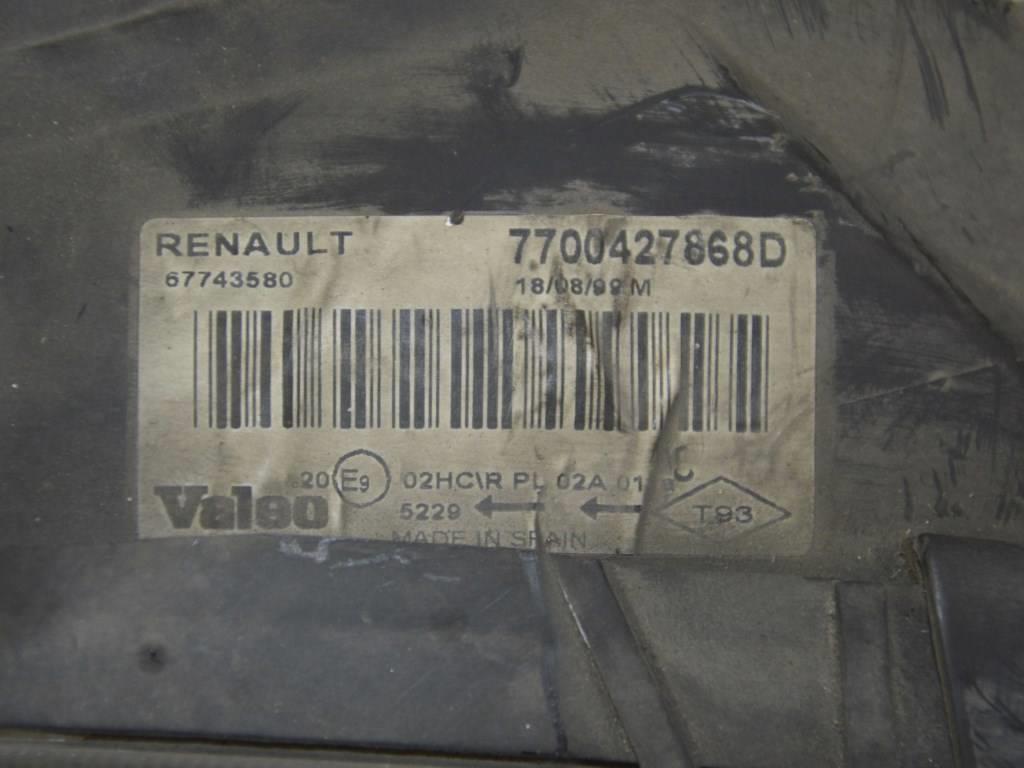 RENAULT 7700427868D
67743580 18/08/99 M
20 E9 02HC\R PL 02A 01 C
Valeo 5229 T93
MADE IN SPAIN